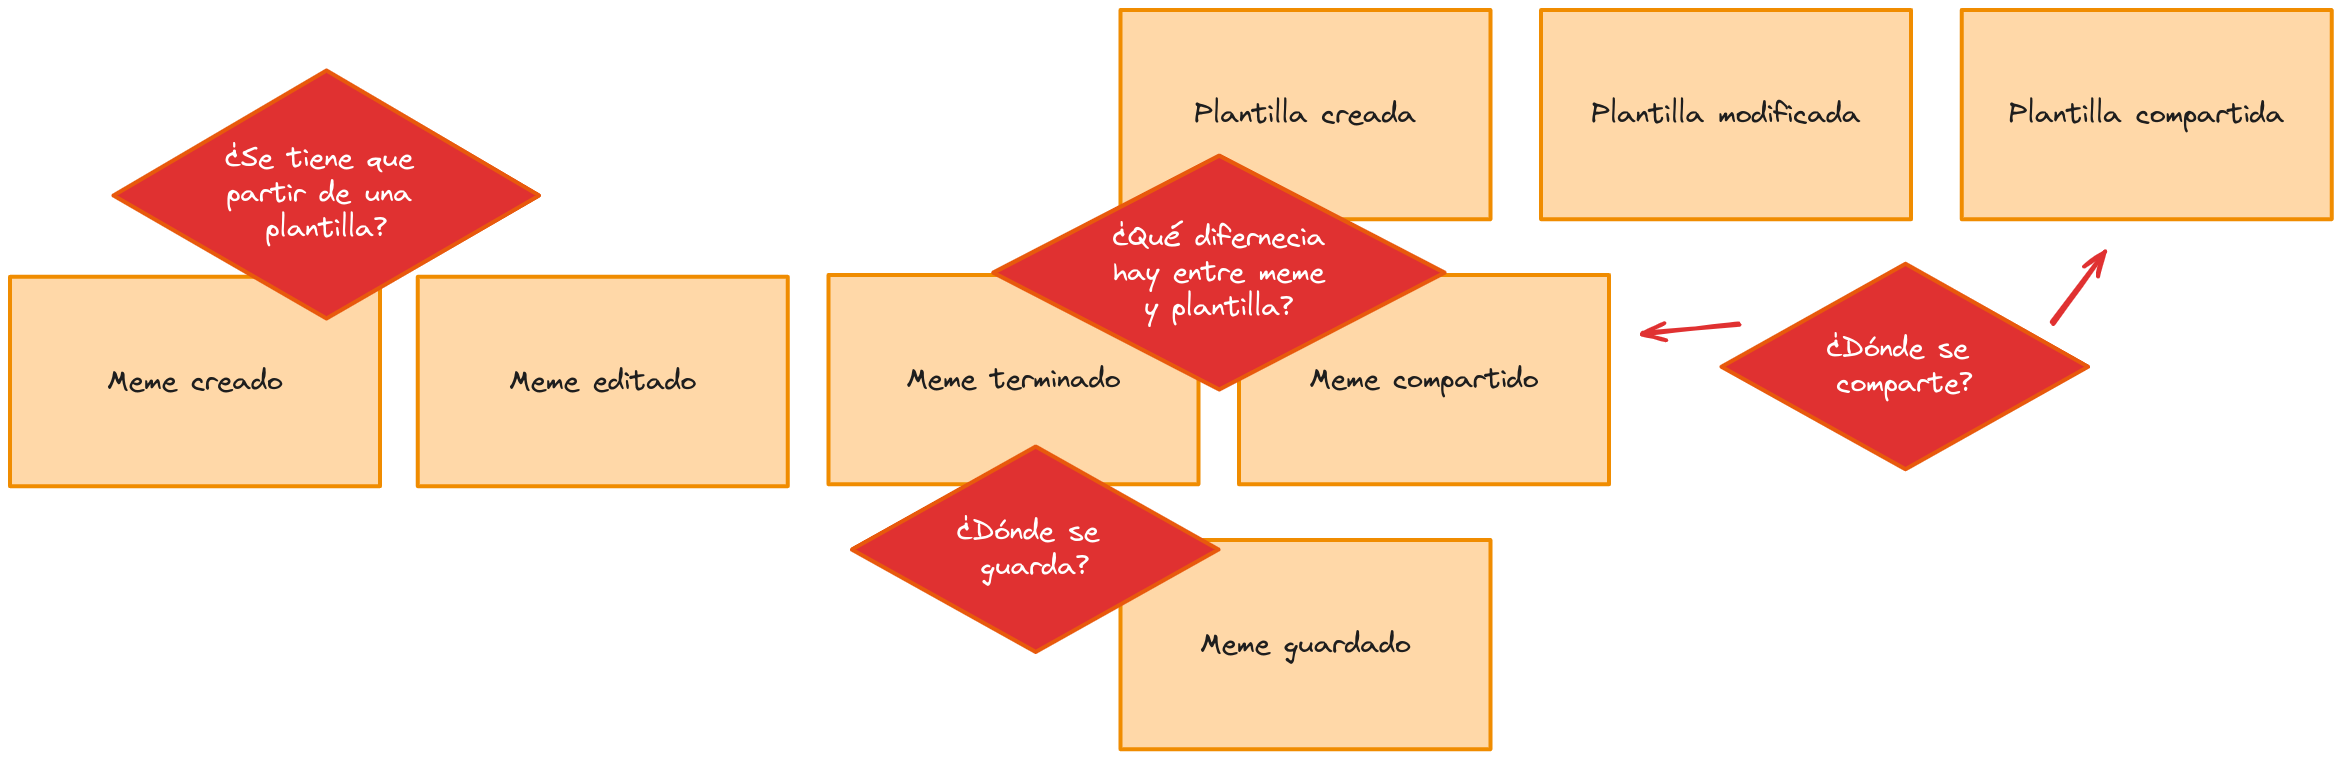 Plantilla creada
Plantilla modificada
Plantilla compartida
¿Se tiene que
partir de una
plantilla?
¿Qué difernecia
hay entre meme
y plantilla?
¿Dónde se
comparte?
Meme creado
Meme editado
Meme terminado
Meme compartido
¿Dónde se
guarda?
Meme guardado